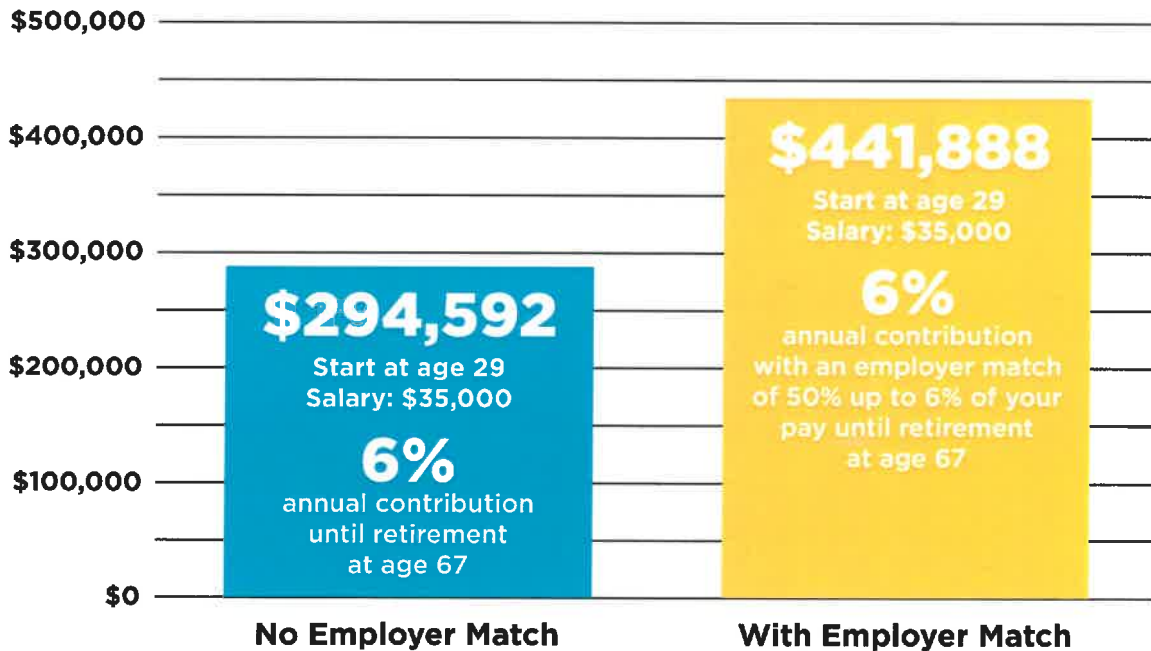 $500,000
$400,000
$300,000
$200,000
$100,000
$0
$294,592
Start at age 29
Salary: $35,000
6%
annual contribution
until retirement
at age 67
No Employer Match
$441,888
Start at age 29
Salary: $35,000
6%
annual contribution
with an employer match
of 50% up to 6% of your
pay until retirement
at age 67
With Employer Match